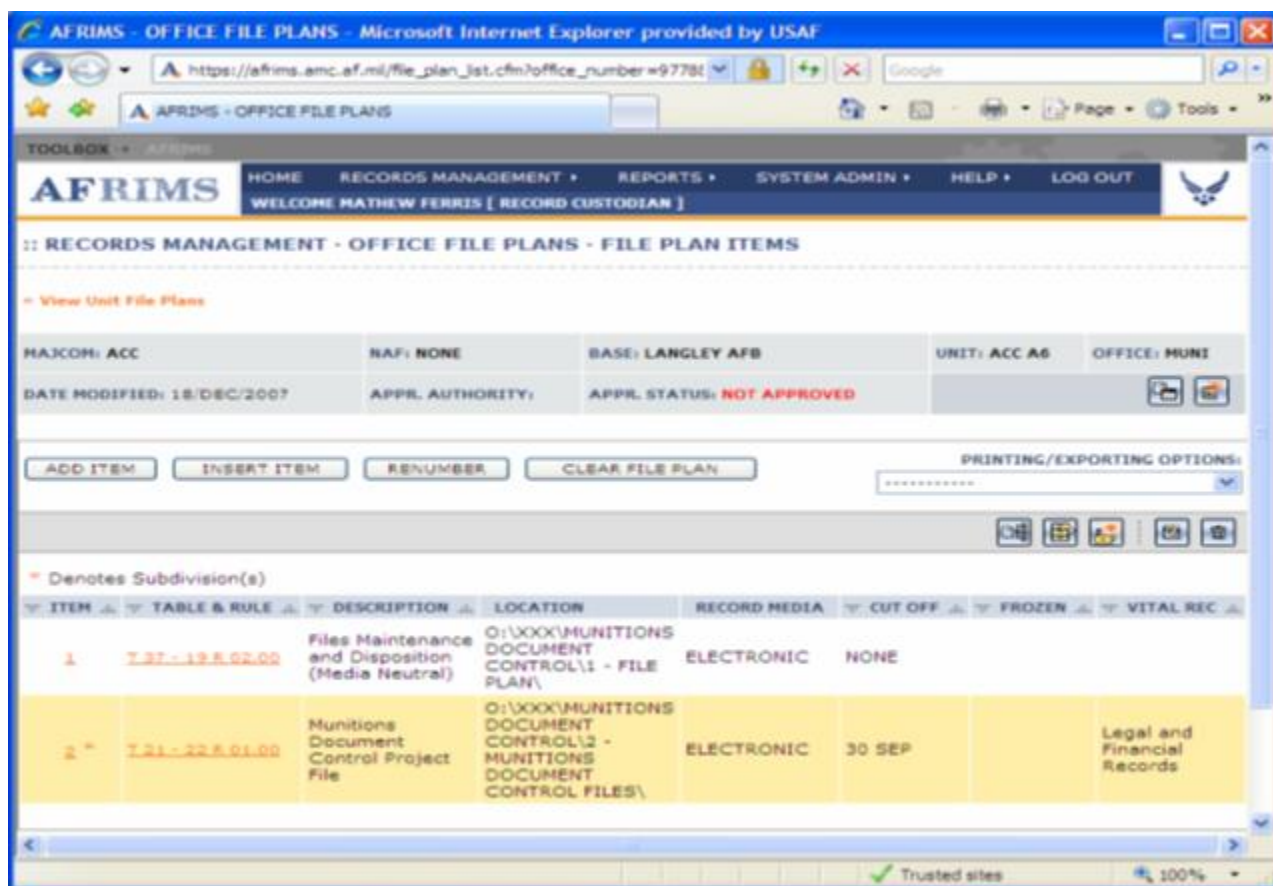 AFRIMS - OFFICE FILE PLANS - Microsoft Internet Explorer provided by USAF
https://afrims.amc.af.mil/file_plan_list.cfm?office_number=9778
Google
AFRIMS - OFFICE FILE PLANS
Page
Tools
TOOLBOX
AFRIMS
AFRIMS
HOME RECORDS MANAGEMENT REPORTS SYSTEM ADMIN HELP LOG OUT
WELCOME MATHEW FERRIS [ RECORD CUSTODIAN ]
:: RECORDS MANAGEMENT - OFFICE FILE PLANS - FILE PLAN ITEMS
View Unit File Plans
MAJCOM: ACC NAF: NONE BASE: LANGLEY AFB UNIT: ACC A6 OFFICE: MUNI
DATE MODIFIED: 18/DEC/2007 APPR. AUTHORITY: APPR. STATUS: NOT APPROVED
ADD ITEM INSERT ITEM RENUMBER CLEAR FILE PLAN
PRINTING/EXPORTING OPTIONS:
-----------
* Denotes Subdivision(s)
ITEM TABLE & RULE DESCRIPTION LOCATION RECORD MEDIA CUT OFF FROZEN VITAL REC
1
T 37 - 19 R 02.00
Files Maintenance
and Disposition
(Media Neutral)
O:\XXX\MUNITIONS
DOCUMENT
CONTROL\1 - FILE
PLAN\
ELECTRONIC
NONE
2 *
T 21 - 22 R 01.00
Munitions
Document
Control Project
File
O:\XXX\MUNITIONS
DOCUMENT
CONTROL\2 -
MUNITIONS
DOCUMENT
CONTROL FILES\
ELECTRONIC
30 SEP
Legal and
Financial
Records
Trusted sites
100%